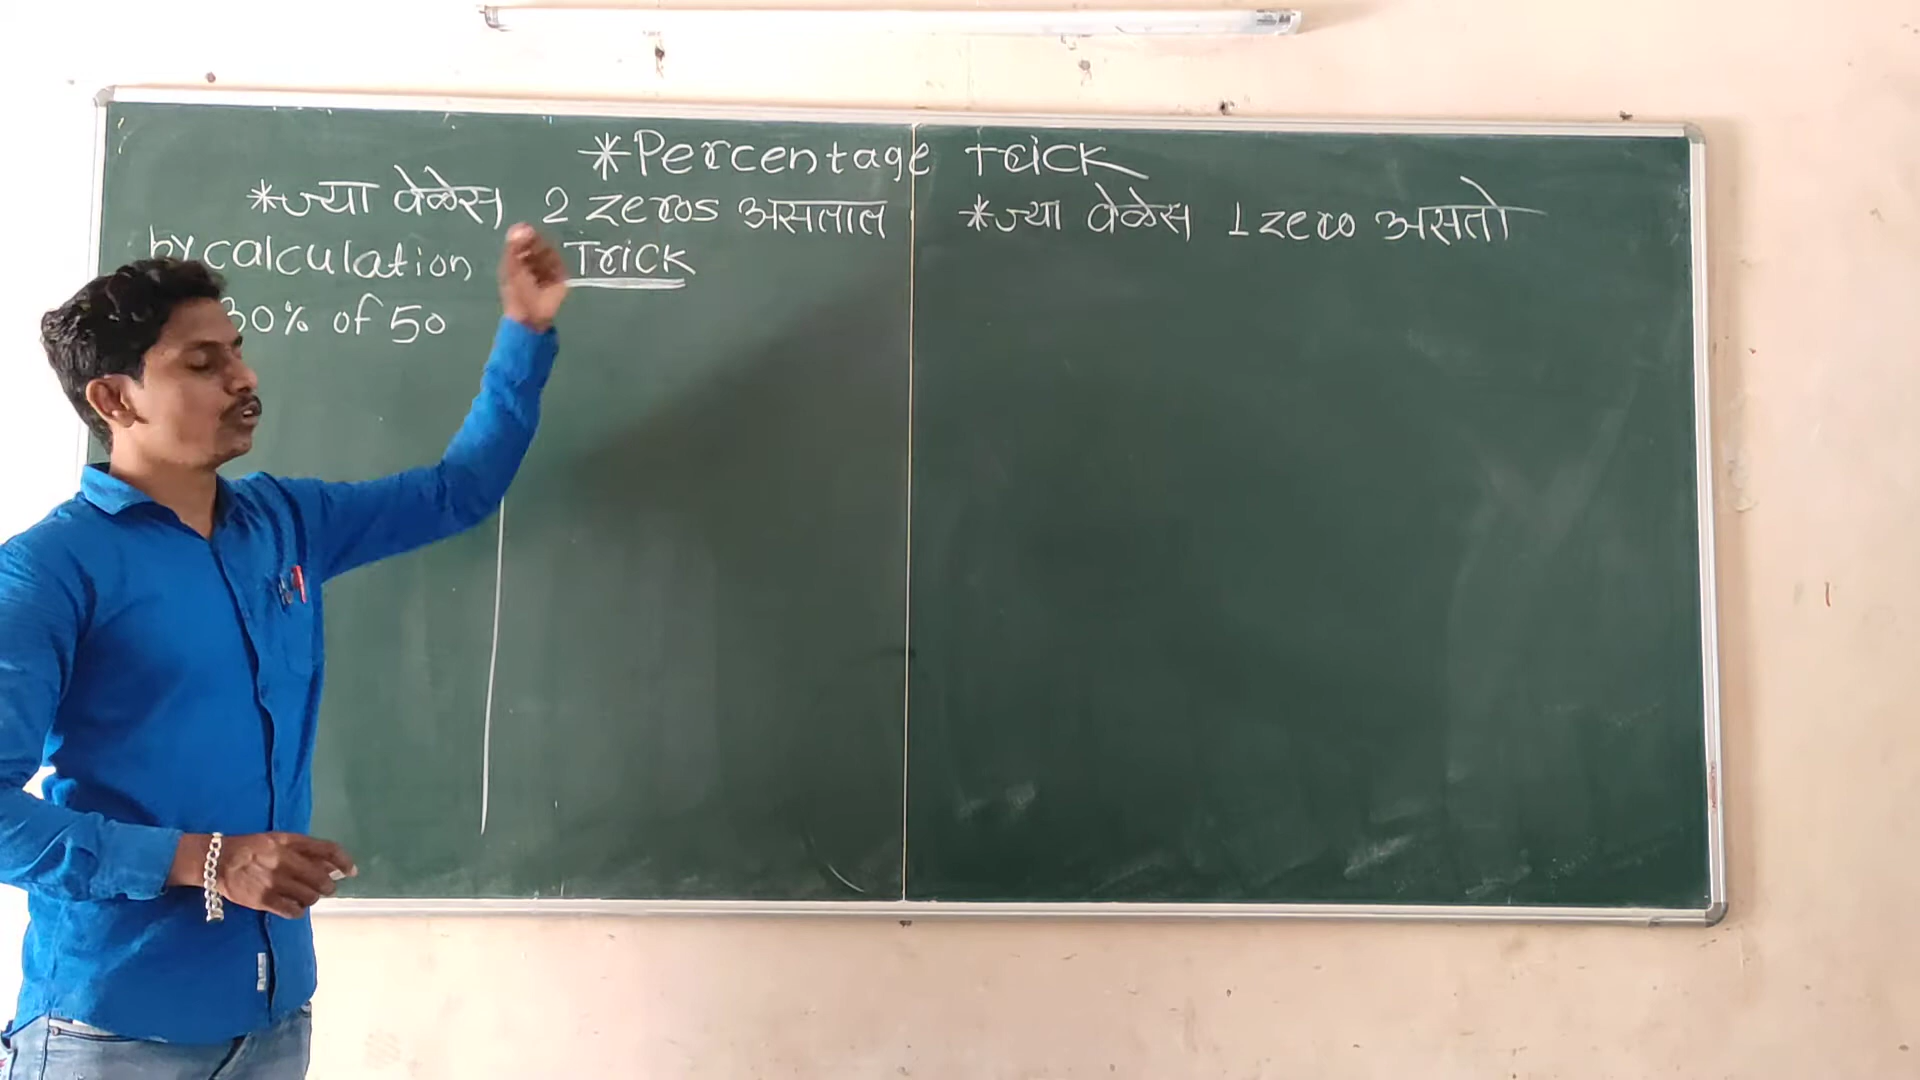 *Percentage Trick
*ज्या वेळेस 2 zeros असतात
*ज्या वेळेस 1 zero असतो
by calculation
Trick
30% of 50